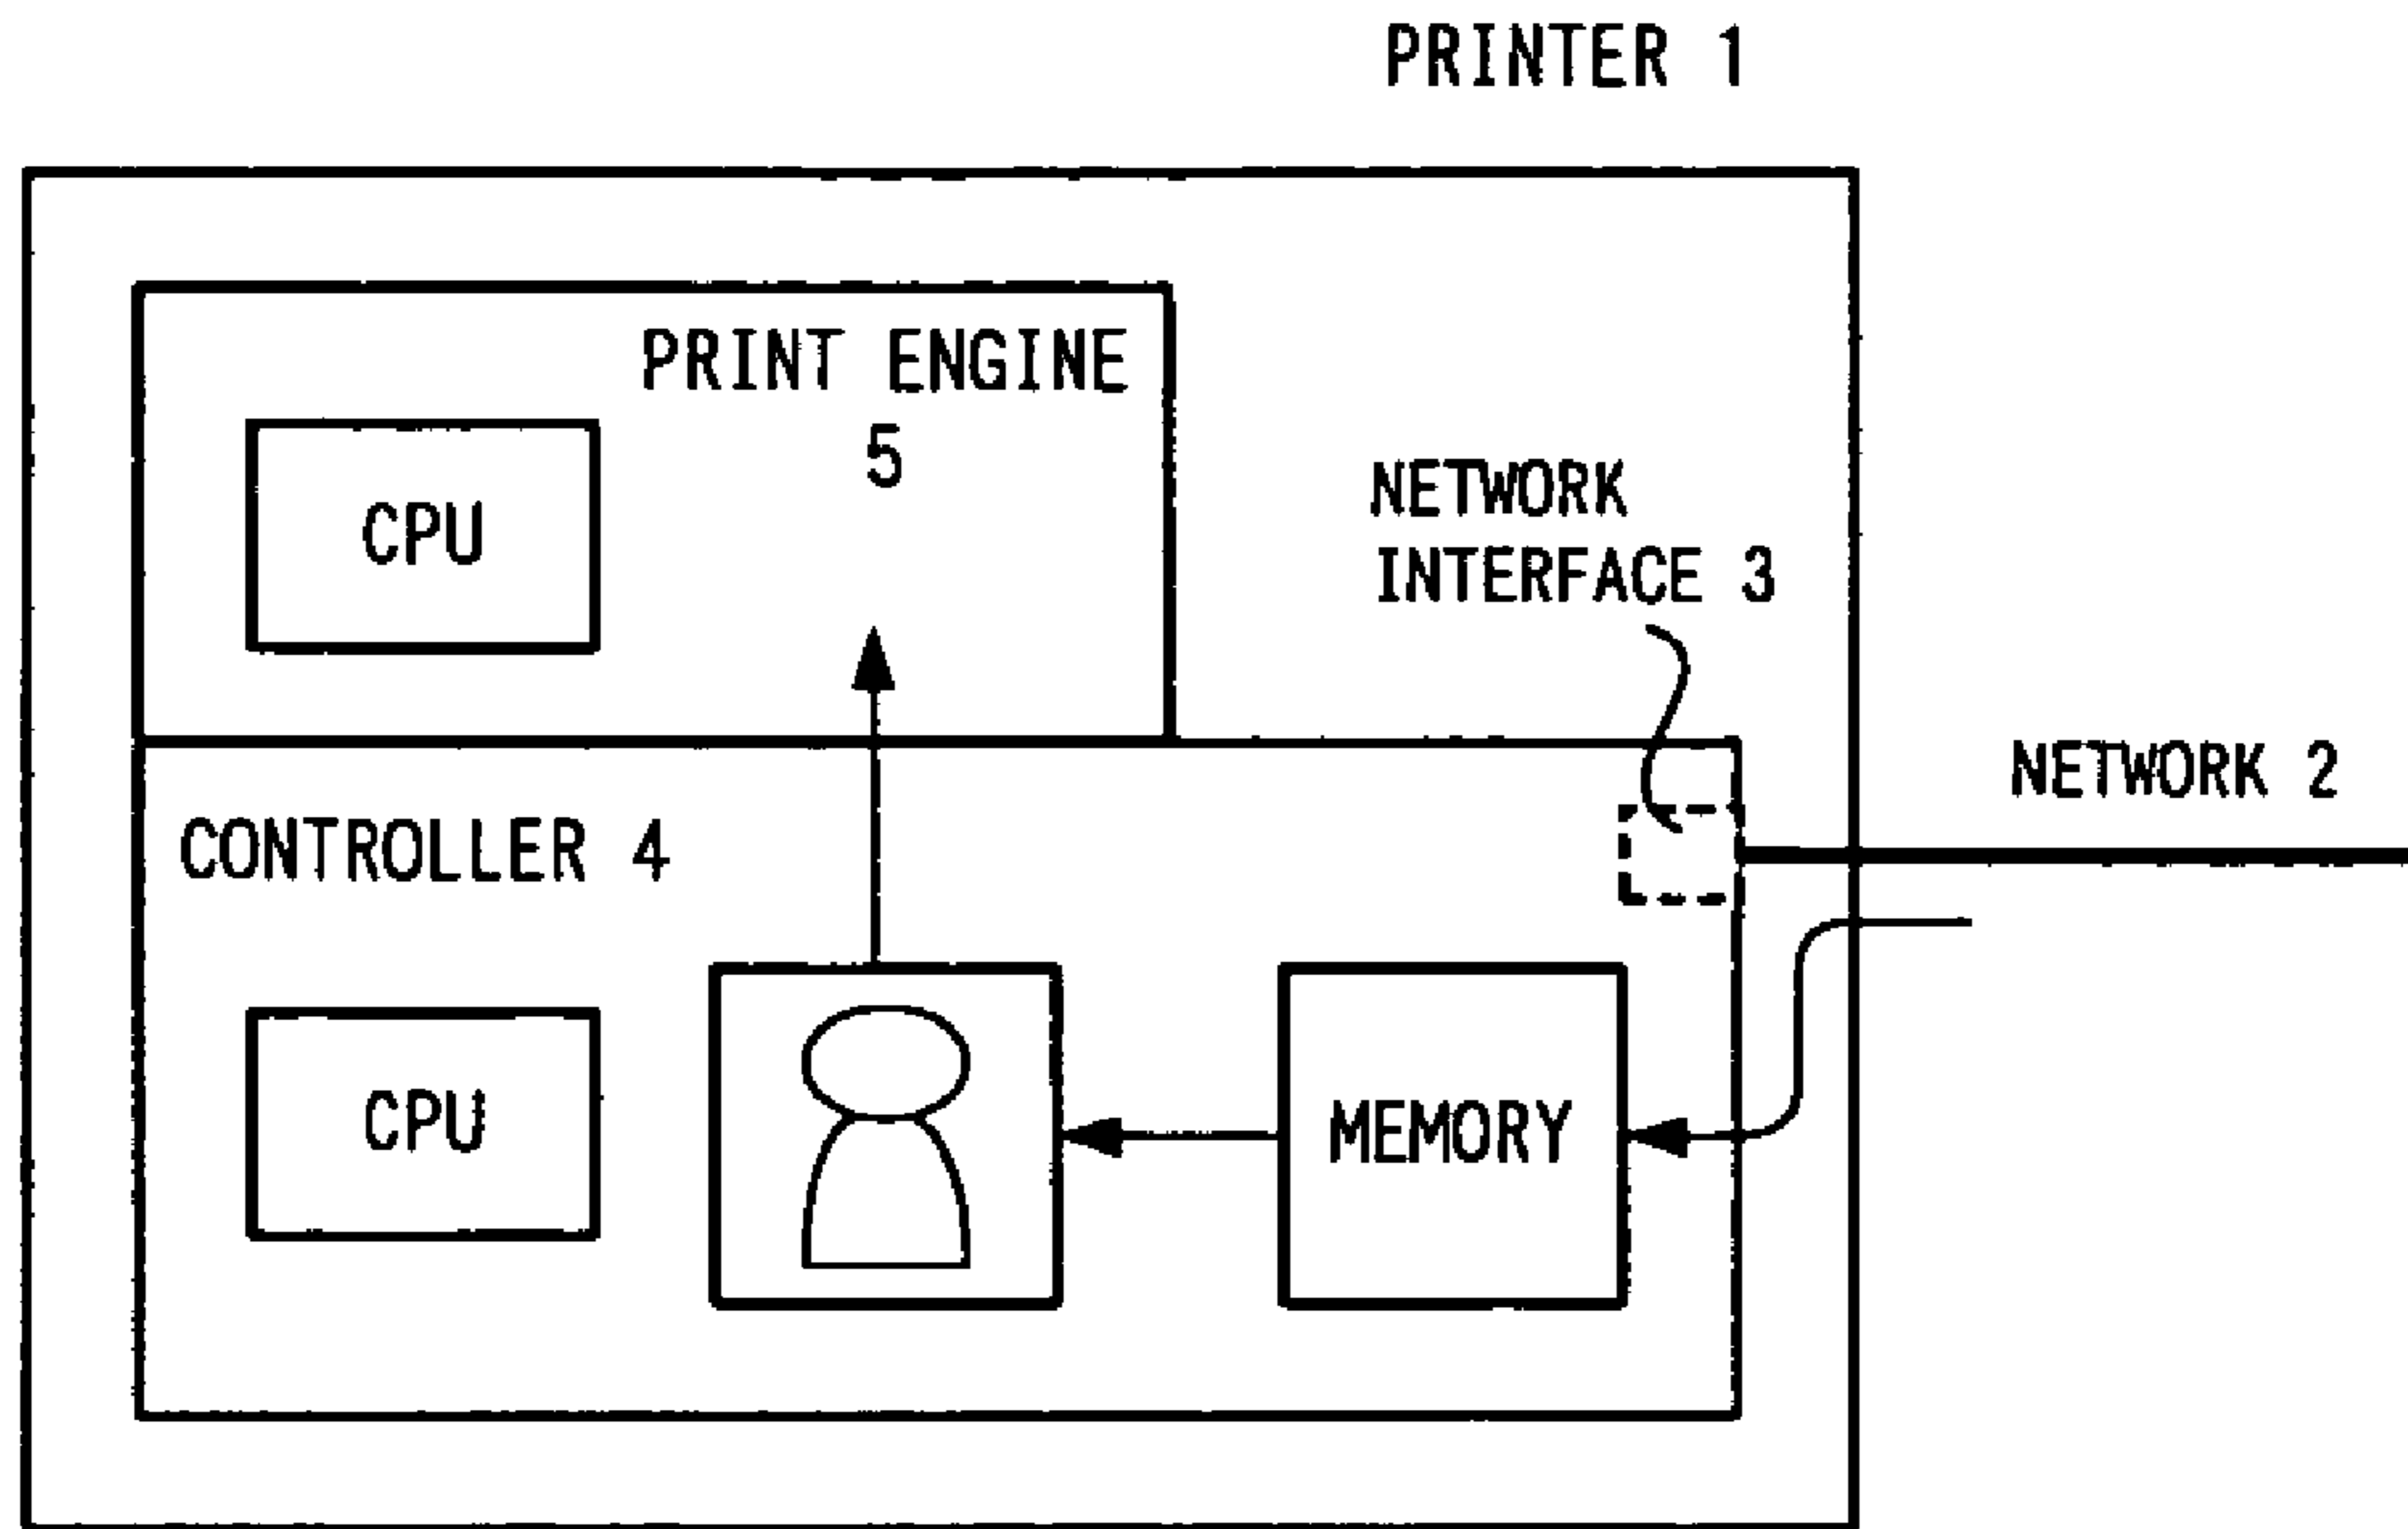 PRINTER 1
PRINT ENGINE
5
CPU
NETWORK
INTERFACE 3
NETWORK 2
CONTROLLER 4
CPU
MEMORY